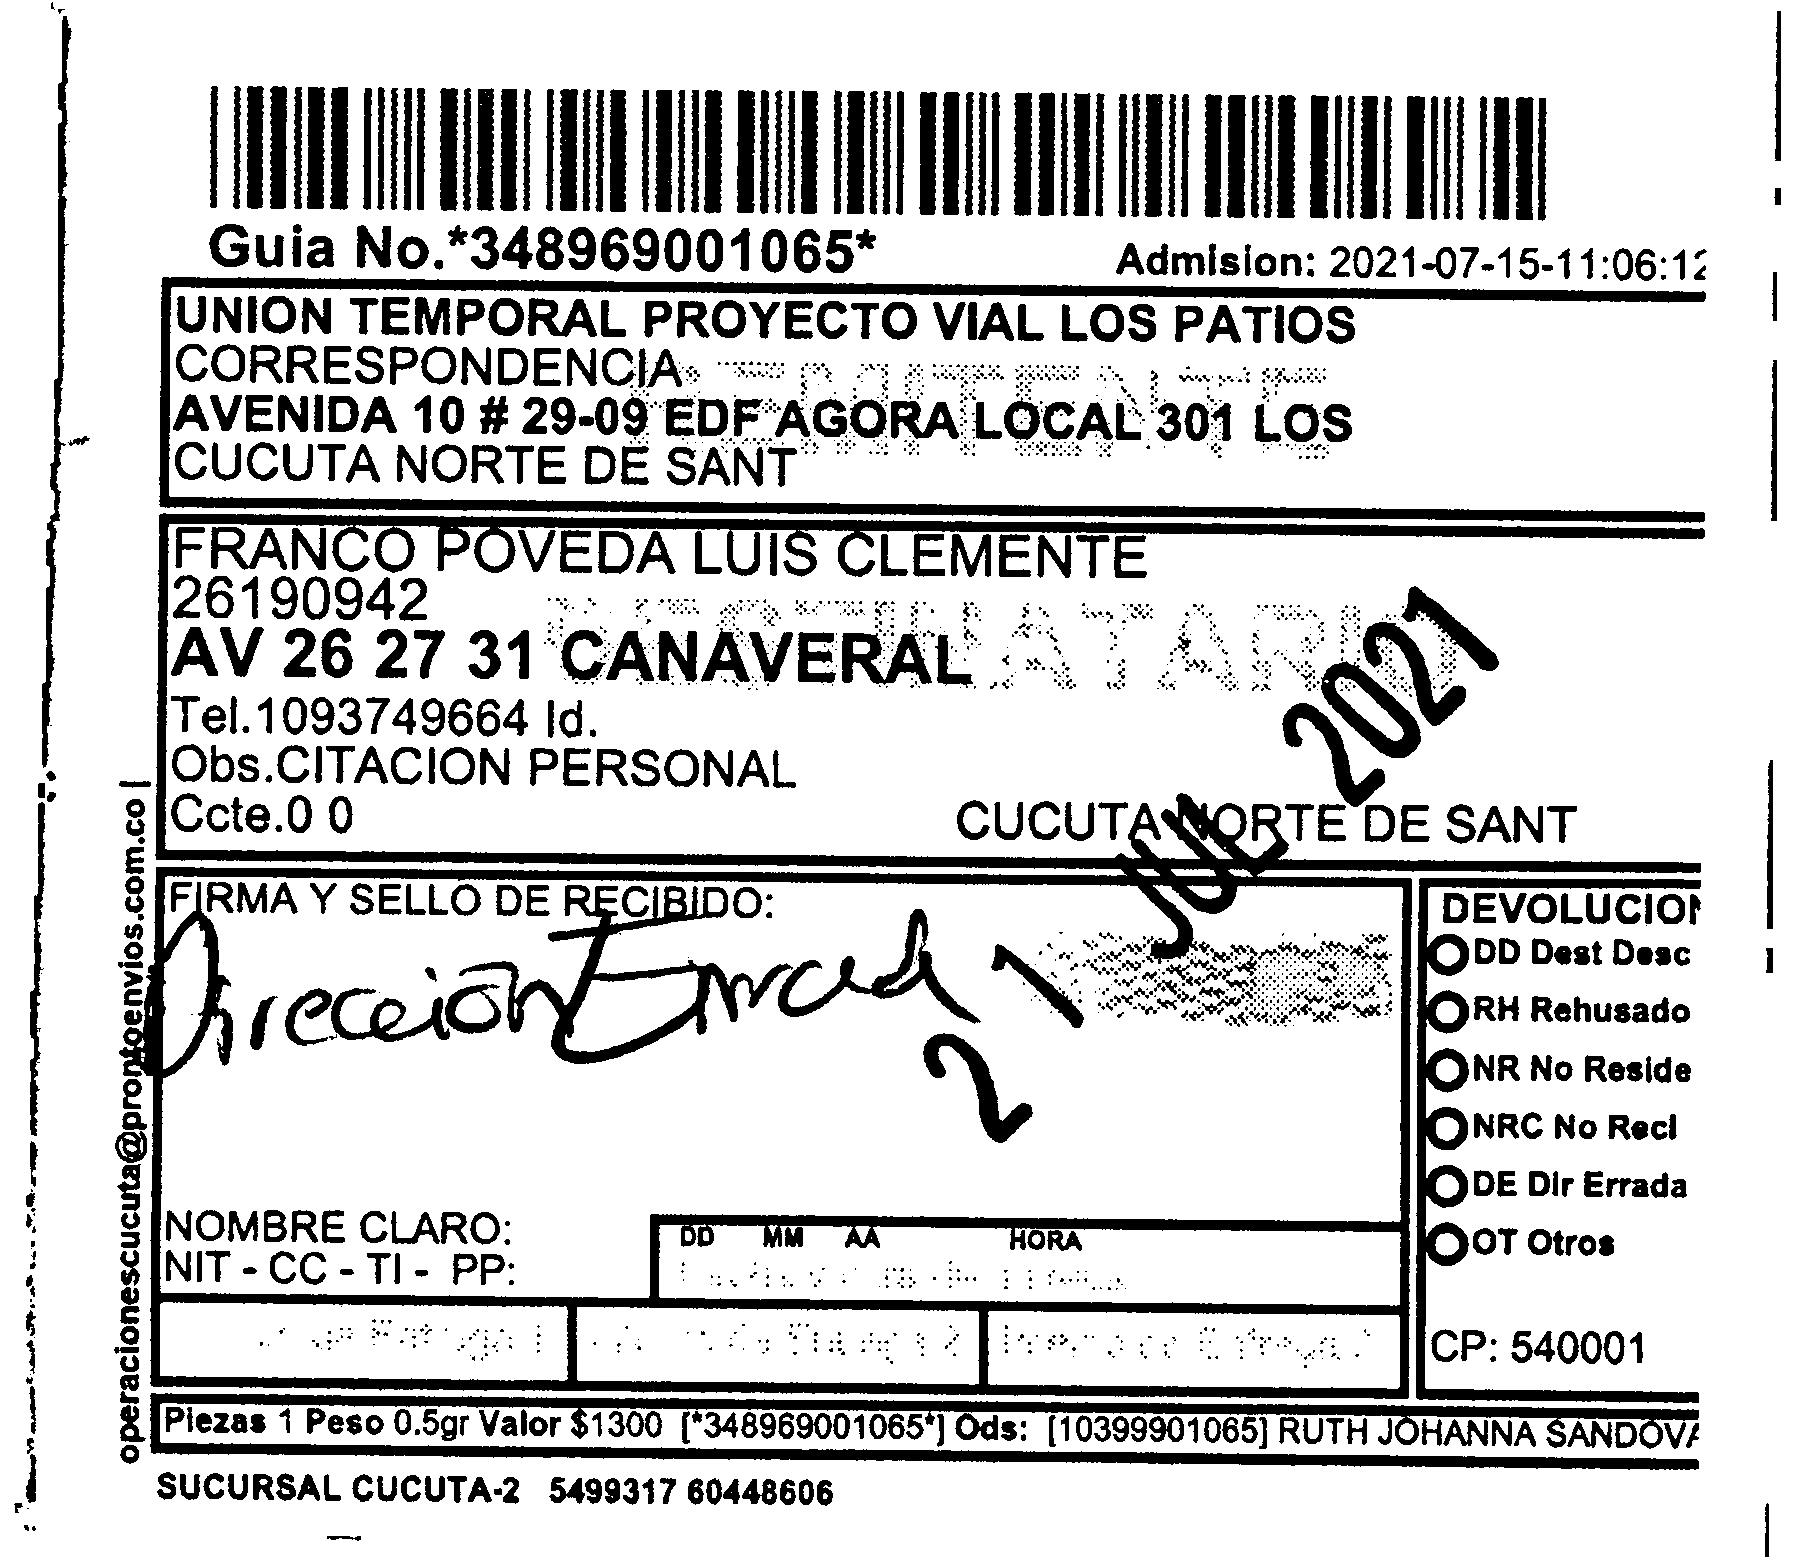 Guia No.*348969001065*
Admision: 2021-07-15-11:06:12
UNION TEMPORAL PROYECTO VIAL LOS PATIOS
CORRESPONDENCIA
REMITENTE
AVENIDA 10 # 29-09 EDF AGORA LOCAL 301 LOS
CUCUTA NORTE DE SANT
FRANCO POVEDA LUIS CLEMENTE
26190942
DESTINATARIO
AV 26 27 31 CANAVERAL
Tel.1093749664 Id.
Obs.CITACION PERSONAL
Ccte.0 0
CUCUTA NORTE DE SANT
21 JUL 2021
operacionescucuta@prontoenvios.com.co |
FIRMA Y SELLO DE RECIBIDO:
Direccion Errada
DEVOLUCION
DD Dest Desc
RH Rehusado
NR No Reside
NRC No Recl
DE Dir Errada
OT Otros
NOMBRE CLARO:
NIT - CC - TI - PP:
DD MM AA HORA
CP: 540001
Piezas 1 Peso 0.5gr Valor $1300 [*348969001065*] Ods: [10399901065] RUTH JOHANNA SANDOVA
SUCURSAL CUCUTA-2 5499317 60448606